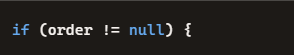 if (order != null) {